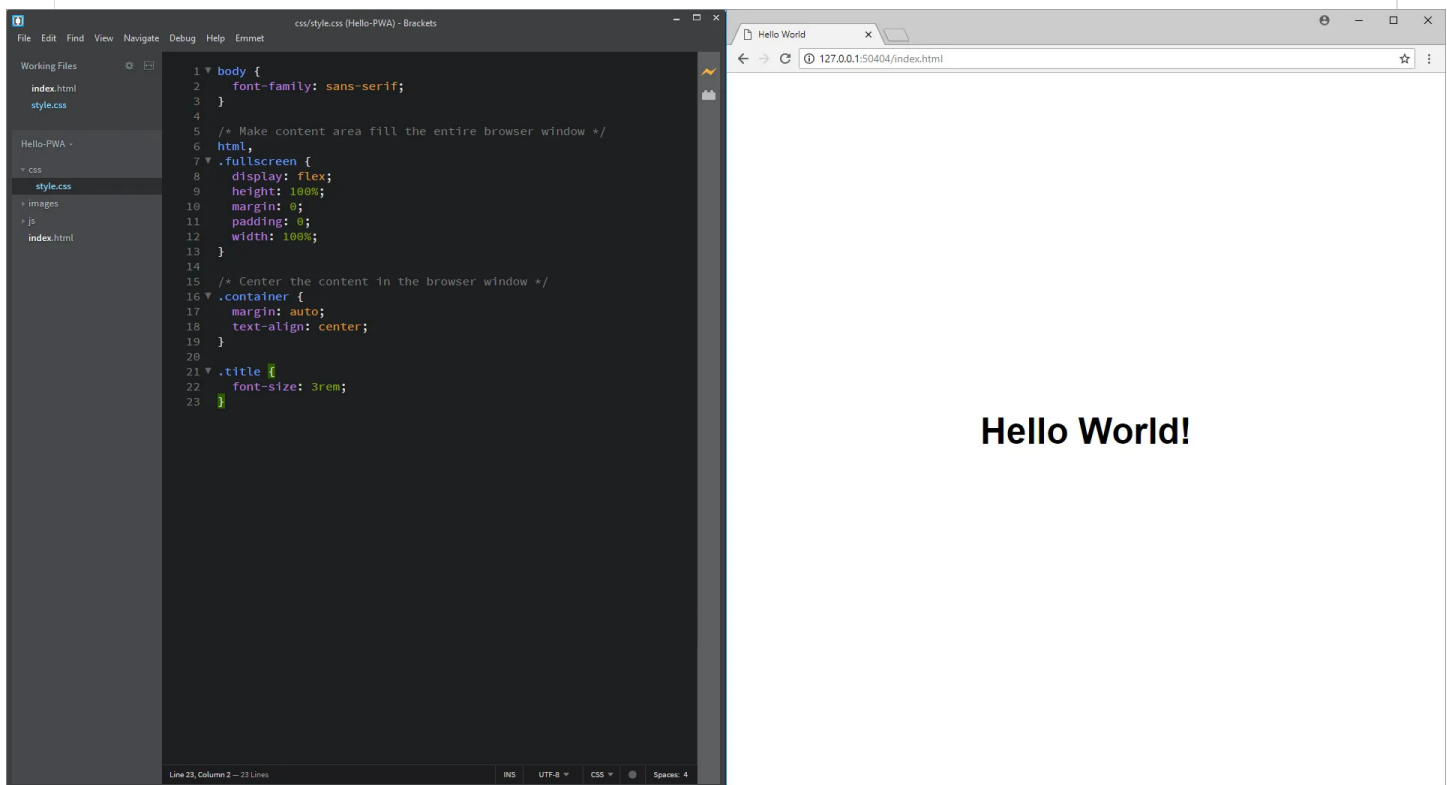 css/style.css (Hello-PWA) - Brackets
File Edit Find View Navigate Debug Help Emmet
Working Files
index.html
style.css
Hello-PWA
css
style.css
images
js
index.html
1 body {
2 font-family: sans-serif;
3 }
4
5 /* Make content area fill the entire browser window */
6 html,
7 .fullscreen {
8 display: flex;
9 height: 100%;
10 margin: 0;
11 padding: 0;
12 width: 100%;
13 }
14
15 /* Center the content in the browser window */
16 .container {
17 margin: auto;
18 text-align: center;
19 }
20
21 .title {
22 font-size: 3rem;
23 }
Line 23, Column 2 — 23 Lines
INS UTF-8 CSS Spaces: 4
Hello World
127.0.0.1:50404/index.html
Hello World!